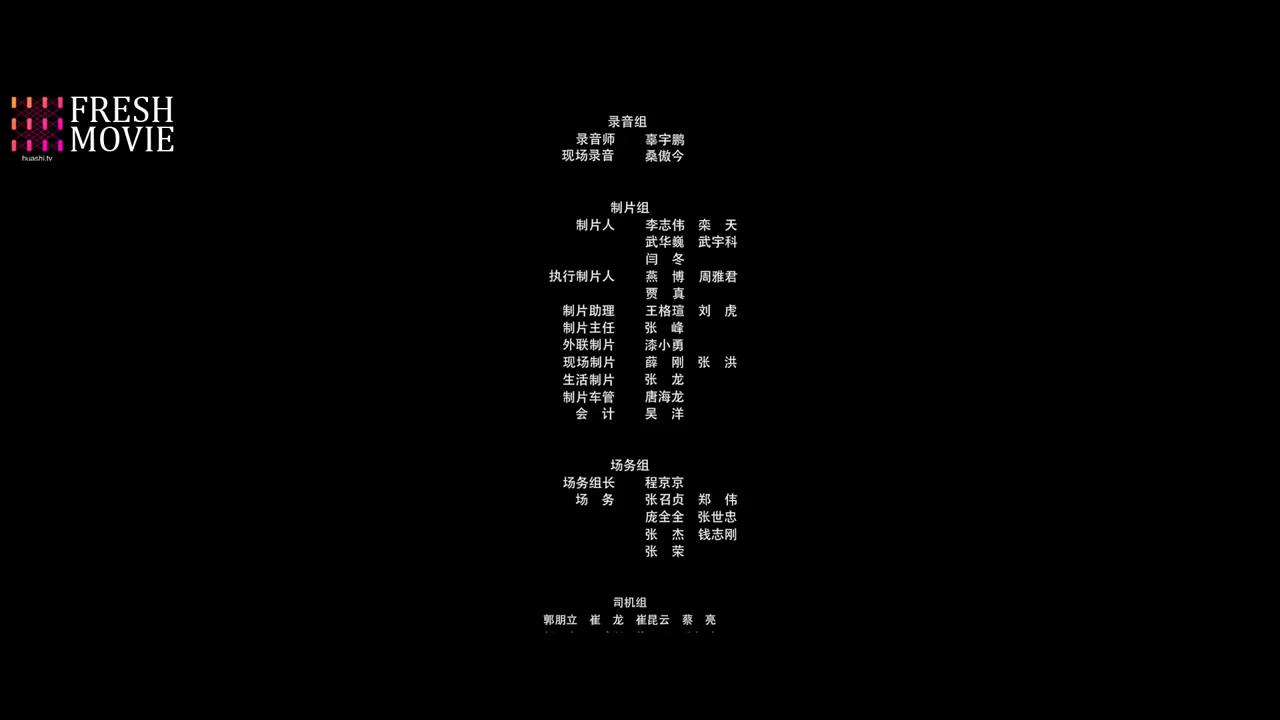 FRESH
MOVIE
huashi.tv
录音组
录音师 辜宇鹏
现场录音 桑傲今
制片组
制片人 李志伟 栾 天
武华巍 武宇科
闫 冬
执行制片人 燕 博 周雅君
贾 真
制片助理 王格瑄 刘 虎
制片主任 张 峰
外联制片 漆小勇
现场制片 薛 刚 张 洪
生活制片 张 龙
制片车管 唐海龙
会 计 吴 洋
场务组
场务组长 程京京
场 务 张召贞 郑 伟
庞全全 张世忠
张 杰 钱志刚
张 荣
司机组
郭朋立 崔 龙 崔昆云 蔡 亮